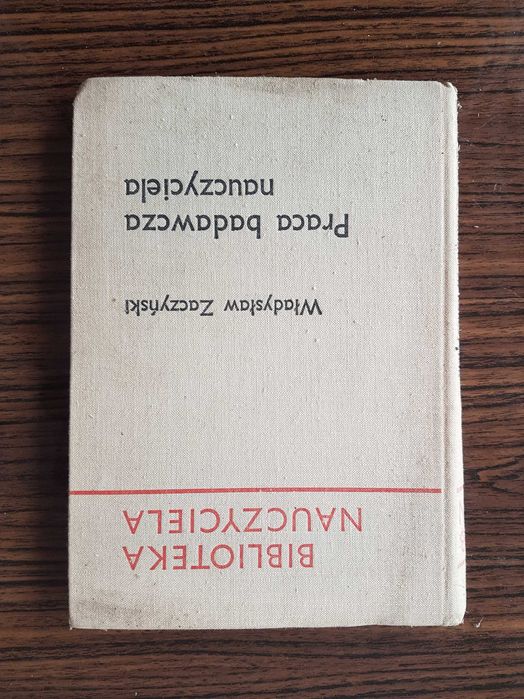 BIBLIOTEKA
NAUCZYCIELA
Władysław Zaczyński
Praca badawcza
nauczyciela